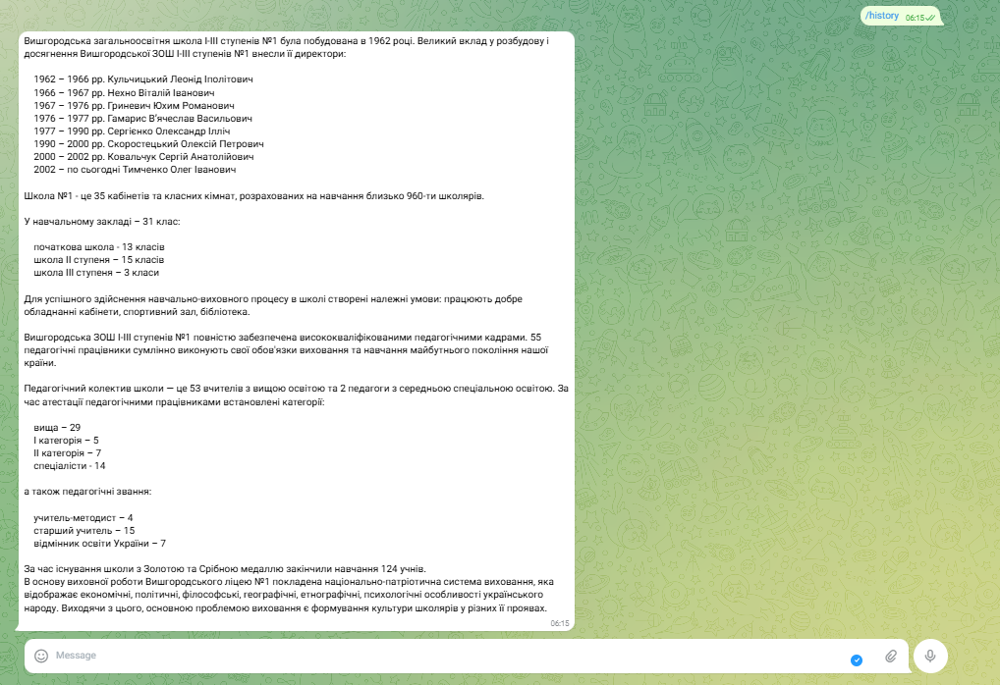 /history 06:15
Вишгородська загальноосвітня школа І-ІІІ ступенів №1 була побудована в 1962 році. Великий вклад у розбудову і
досягнення Вишгородської ЗОШ І-ІІІ ступенів №1 внесли її директори:
1962 – 1966 рр. Кульчицький Леонід Іполітович
1966 – 1967 рр. Нехно Віталій Іванович
1967 – 1976 рр. Гриневич Юхим Романович
1976 – 1977 рр. Гамарис В’ячеслав Васильович
1977 – 1990 рр. Сергієнко Олександр Ілліч
1990 – 2000 рр. Скоростецький Олексій Петрович
2000 – 2002 рр. Ковальчук Сергій Анатолійович
2002 – по сьогодні Тимченко Олег Іванович
Школа №1 - це 35 кабінетів та класних кімнат, розрахованих на навчання близько 960-ти школярів.
У навчальному закладі – 31 клас:
початкова школа - 13 класів
школа ІІ ступеня – 15 класів
школа ІІІ ступеня – 3 класи
Для успішного здійснення навчально-виховного процесу в школі створені належні умови: працюють добре
обладнанні кабінети, спортивний зал, бібліотека.
Вишгородська ЗОШ І-ІІІ ступенів №1 повністю забезпечена висококваліфікованими педагогічними кадрами. 55
педагогічні працівники сумлінно виконують свої обов'язки виховання та навчання майбутнього покоління нашої
країни.
Педагогічний колектив школи — це 53 вчителів з вищою освітою та 2 педагоги з середньою спеціальною освітою. За
час атестації педагогічними працівниками встановлені категорії:
вища – 29
І категорія – 5
ІІ категорія – 7
спеціалісти - 14
а також педагогічні звання:
учитель-методист – 4
старший учитель – 15
відмінник освіти України – 7
За час існування школи з Золотою та Срібною медаллю закінчили навчання 124 учнів.
В основу виховної роботи Вишгородського ліцею №1 покладена національно-патріотична система виховання, яка
відображає економічні, політичні, філософські, географічні, етнографічні, психологічні особливості українського
народу. Виходячи з цього, основною проблемою виховання є формування культури школярів у різних її проявах.
06:15
Message